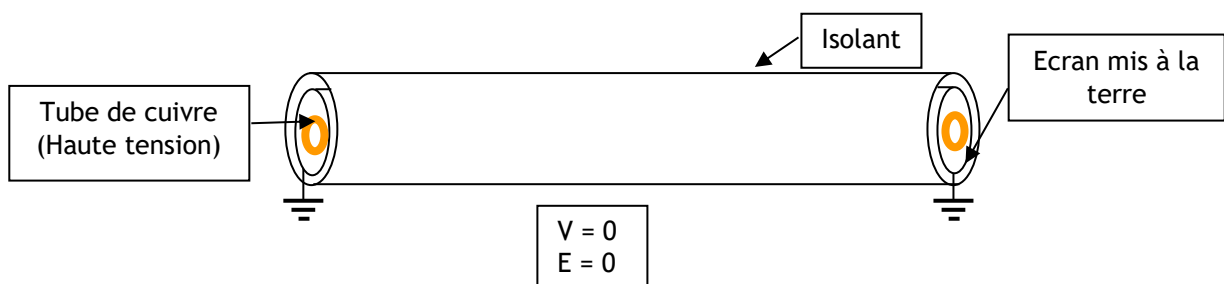 Isolant
Ecran mis à la
terre
Tube de cuivre
(Haute tension)
V = 0
E = 0